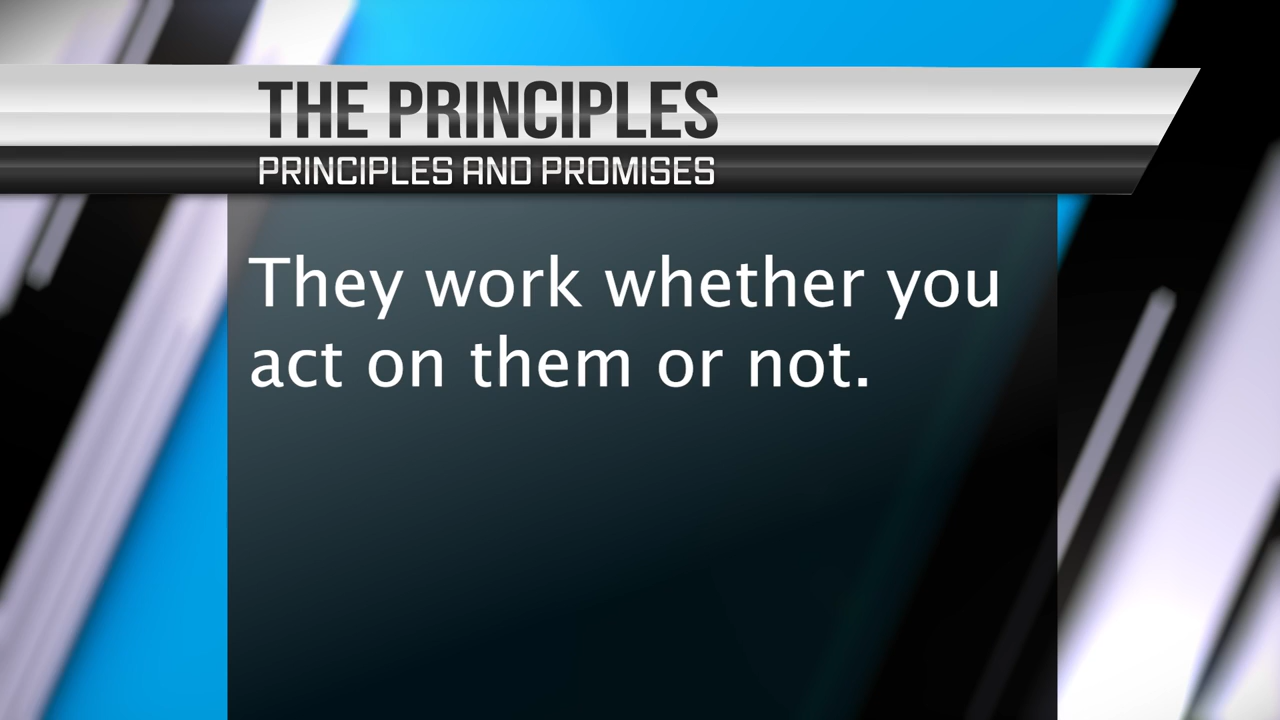 THE PRINCIPLES
PRINCIPLES AND PROMISES
They work whether you
act on them or not.